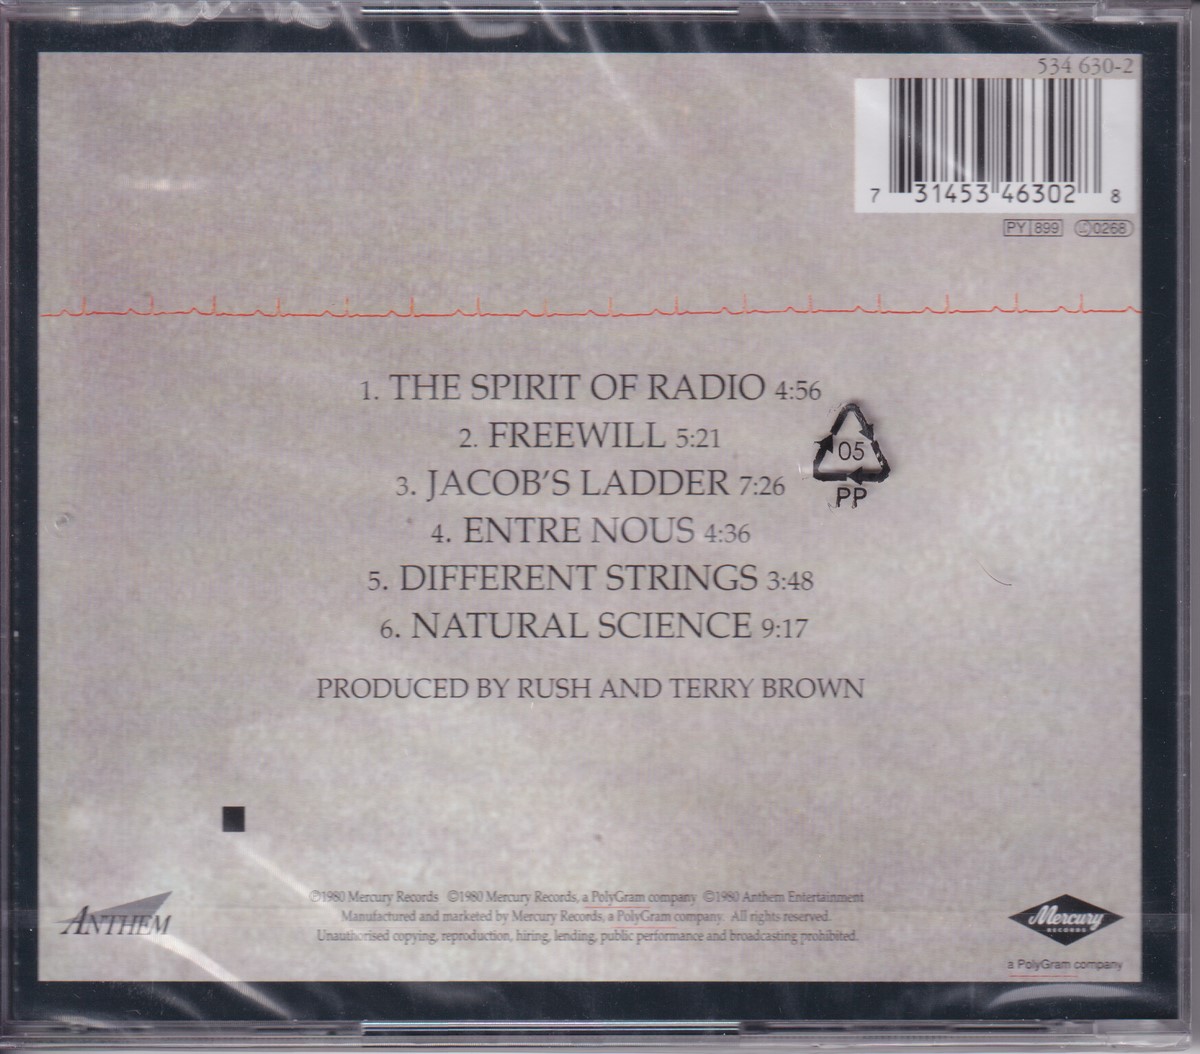 534 630-2
7 31453 46302 8
PY 899 LC 0268
1. THE SPIRIT OF RADIO 4:56
2. FREEWILL 5:21
3. JACOB'S LADDER 7:26
4. ENTRE NOUS 4:36
5. DIFFERENT STRINGS 3:48
6. NATURAL SCIENCE 9:17
05
PP
PRODUCED BY RUSH AND TERRY BROWN
℗1980 Mercury Records ©1980 Mercury Records, a PolyGram company ©1980 Anthem Entertainment
Manufactured and marketed by Mercury Records, a PolyGram company. All rights reserved.
Unauthorised copying, reproduction, hiring, lending, public performance and broadcasting prohibited.
ANTHEM
Mercury
RECORDS
a PolyGram company